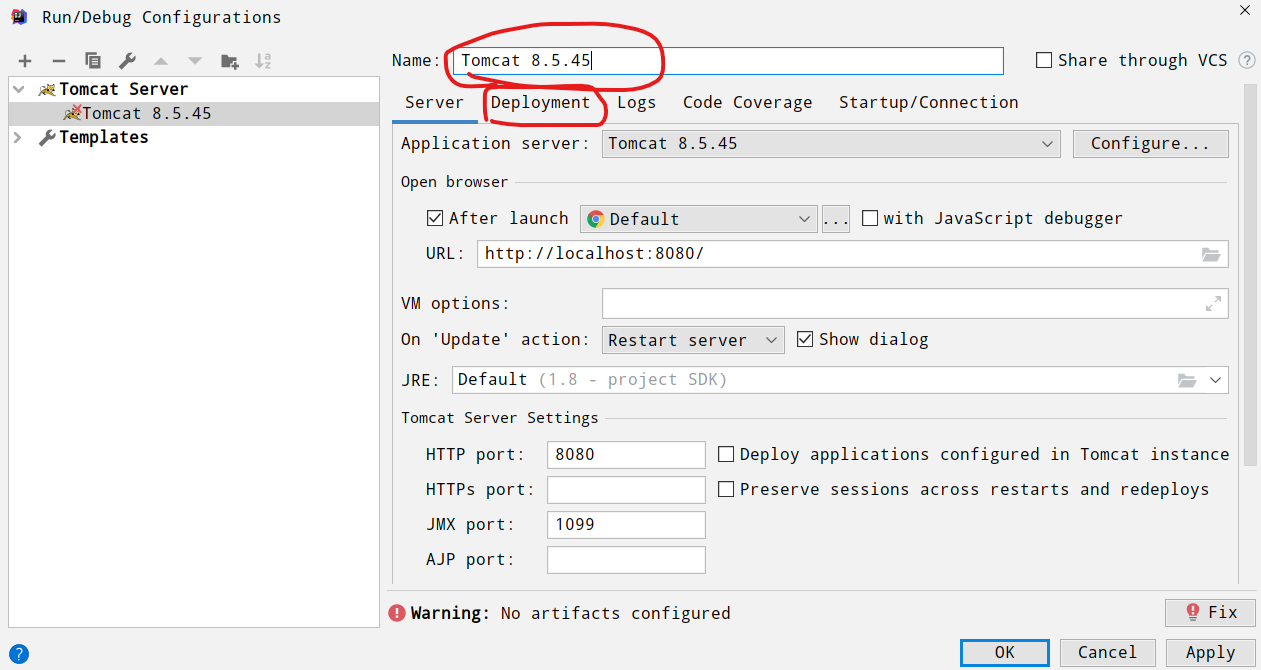 Run/Debug Configurations
Name: Tomcat 8.5.45
Share through VCS
Tomcat Server
Tomcat 8.5.45
Templates
Server Deployment Logs Code Coverage Startup/Connection
Application server: Tomcat 8.5.45 Configure...
Open browser
After launch Default ... with JavaScript debugger
URL: http://localhost:8080/
VM options:
On 'Update' action: Restart server Show dialog
JRE: Default (1.8 - project SDK)
Tomcat Server Settings
HTTP port: 8080 Deploy applications configured in Tomcat instance
HTTPs port: Preserve sessions across restarts and redeploys
JMX port: 1099
AJP port:
Warning: No artifacts configured Fix
OK Cancel Apply